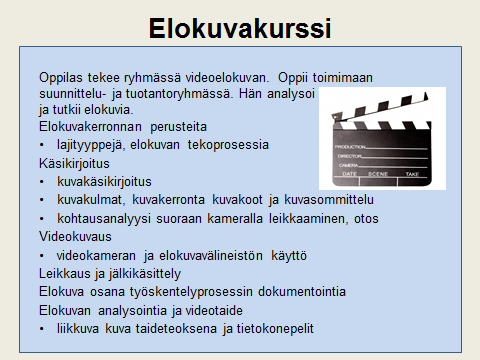 Elokuvakurssi
Oppilas tekee ryhmässä videoelokuvan. Oppii toimimaan
suunnittelu- ja tuotantoryhmässä. Hän analysoi
ja tutkii elokuvia.
Elokuvakerronnan perusteita
• lajityyppejä, elokuvan tekoprosessia
Käsikirjoitus
• kuvakäsikirjoitus
• kuvakulmat, kuvakerronta kuvakoot ja kuvasommittelu
• kohtausanalyysi suoraan kameralla leikkaaminen, otos
Videokuvaus
• videokameran ja elokuvavälineistön käyttö
Leikkaus ja jälkikäsittely
Elokuva osana työskentelyprosessin dokumentointia
Elokuvan analysointia ja videotaide
• liikkuva kuva taideteoksena ja tietokonepelit
PRODUCTION
DIRECTOR
CAMERA
DATE SCENE TAKE